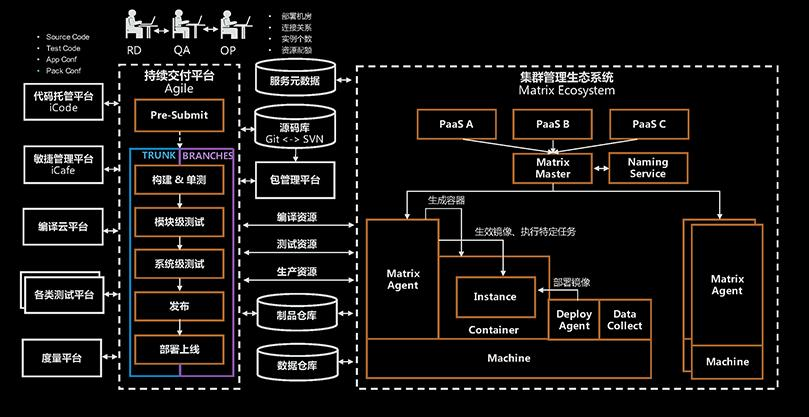 • Source Code
• Test Code
• App Conf
• Pack Conf
RD
QA
OP
• 部署机房
• 连接关系
• 实例个数
• 资源配额
代码托管平台
iCode
敏捷管理平台
iCafe
编译云平台
各类测试平台
度量平台
持续交付平台
Agile
Pre-Submit
TRUNK
BRANCHES
构建 & 单测
模块级测试
系统级测试
发布
部署上线
服务元数据
源码库
Git <-> SVN
包管理平台
编译资源
测试资源
生产资源
制品仓库
数据仓库
集群管理生态系统
Matrix Ecosystem
PaaS A
PaaS B
PaaS C
Matrix
Master
Naming
Service
生成容器
生效镜像、执行特定任务
Matrix
Agent
Instance
部署镜像
Container
Deploy
Agent
Data
Collect
Machine
Matrix
Agent
Machine